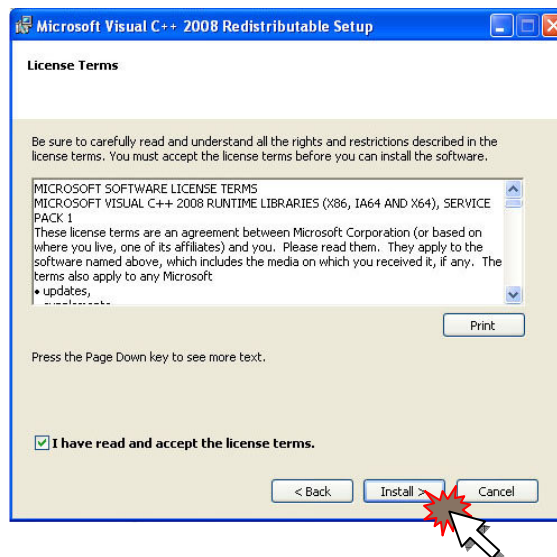 Microsoft Visual C++ 2008 Redistributable Setup
License Terms
Be sure to carefully read and understand all the rights and restrictions described in the
license terms. You must accept the license terms before you can install the software.
MICROSOFT SOFTWARE LICENSE TERMS
MICROSOFT VISUAL C++ 2008 RUNTIME LIBRARIES (X86, IA64 AND X64), SERVICE
PACK 1
These license terms are an agreement between Microsoft Corporation (or based on
where you live, one of its affiliates) and you. Please read them. They apply to the
software named above, which includes the media on which you received it, if any. The
terms also apply to any Microsoft
• updates,
Print
Press the Page Down key to see more text.
I have read and accept the license terms.
< Back Install > Cancel